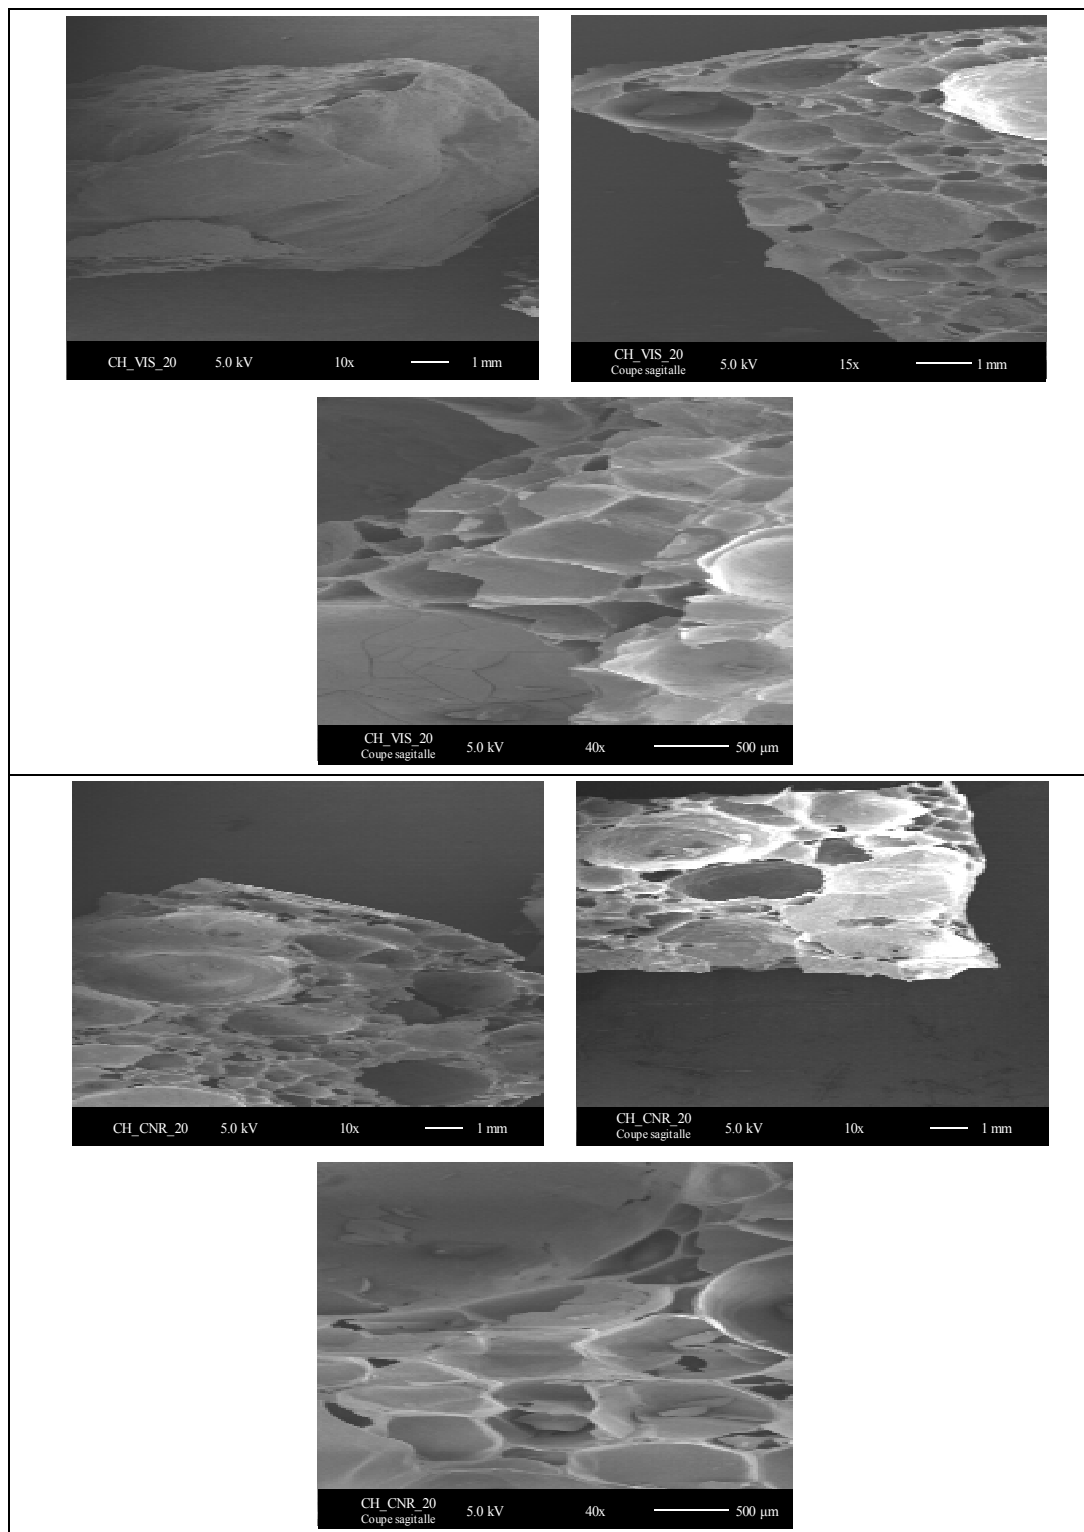 CH_VIS_20 5.0 kV 10x 1 mm
CH_VIS_20 5.0 kV 15x 1 mm
Coupe sagitalle
CH_VIS_20 5.0 kV 40x 500 µm
Coupe sagitalle
CH_CNR_20 5.0 kV 10x 1 mm
CH_CNR_20 5.0 kV 10x 1 mm
Coupe sagitalle
CH_CNR_20 5.0 kV 40x 500 µm
Coupe sagitalle